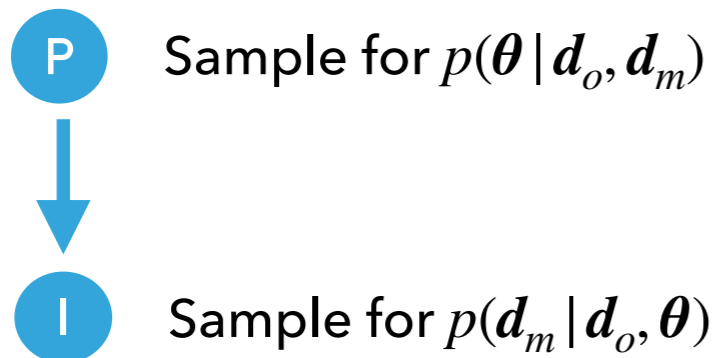 P Sample for p(θ | d_o, d_m)
I Sample for p(d_m | d_o, θ)